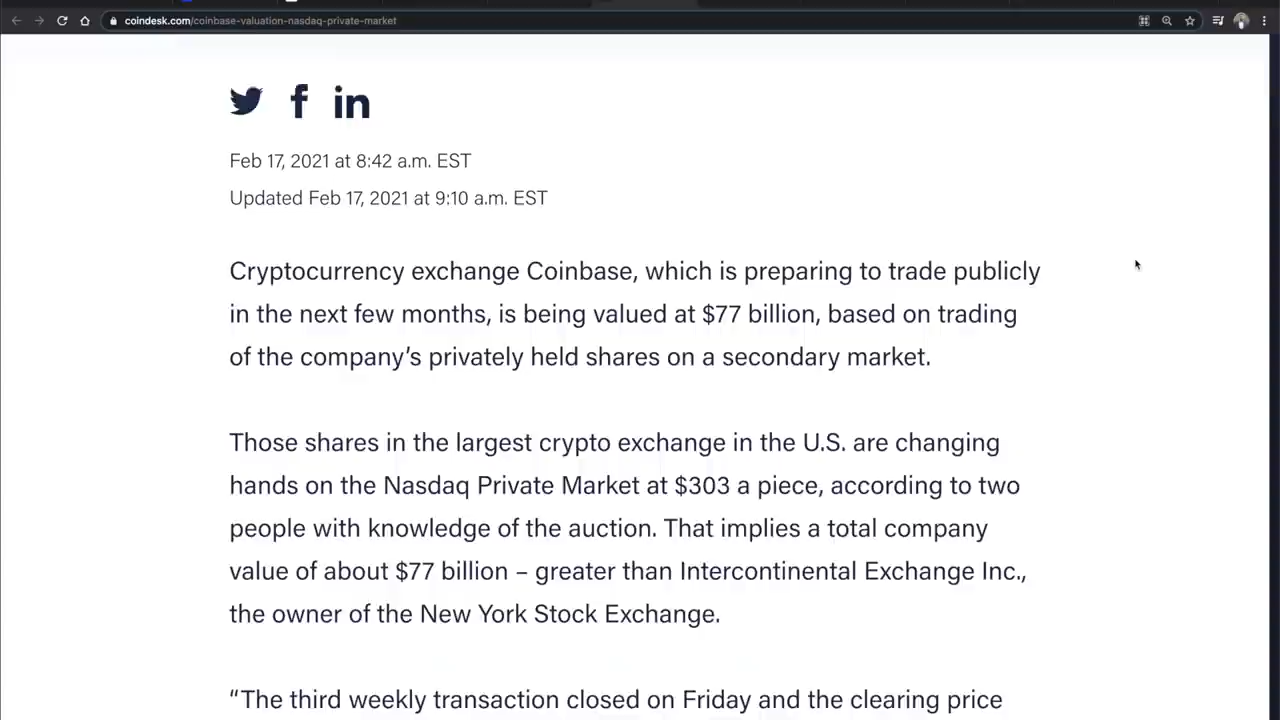 coindesk.com/coinbase-valuation-nasdaq-private-market
f in
Feb 17, 2021 at 8:42 a.m. EST
Updated Feb 17, 2021 at 9:10 a.m. EST
Cryptocurrency exchange Coinbase, which is preparing to trade publicly
in the next few months, is being valued at $77 billion, based on trading
of the company’s privately held shares on a secondary market.
Those shares in the largest crypto exchange in the U.S. are changing
hands on the Nasdaq Private Market at $303 a piece, according to two
people with knowledge of the auction. That implies a total company
value of about $77 billion – greater than Intercontinental Exchange Inc.,
the owner of the New York Stock Exchange.
“The third weekly transaction closed on Friday and the clearing price